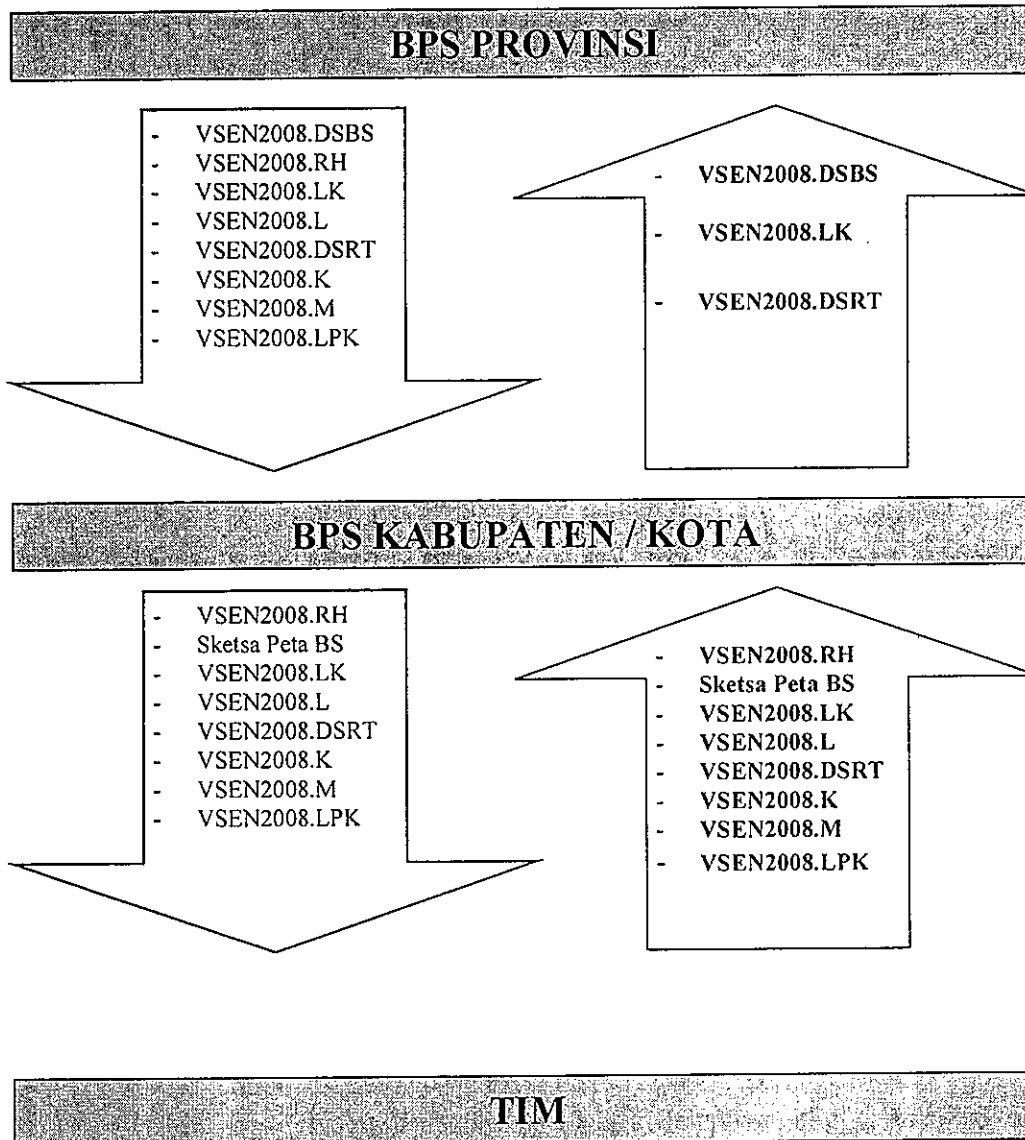 BPS PROVINSI
- VSEN2008.DSBS
- VSEN2008.RH
- VSEN2008.LK
- VSEN2008.L
- VSEN2008.DSRT
- VSEN2008.K
- VSEN2008.M
- VSEN2008.LPK
- VSEN2008.DSBS
- VSEN2008.LK
- VSEN2008.DSRT
BPS KABUPATEN / KOTA
- VSEN2008.RH
- Sketsa Peta BS
- VSEN2008.LK
- VSEN2008.L
- VSEN2008.DSRT
- VSEN2008.K
- VSEN2008.M
- VSEN2008.LPK
- VSEN2008.RH
- Sketsa Peta BS
- VSEN2008.LK
- VSEN2008.L
- VSEN2008.DSRT
- VSEN2008.K
- VSEN2008.M
- VSEN2008.LPK
TIM